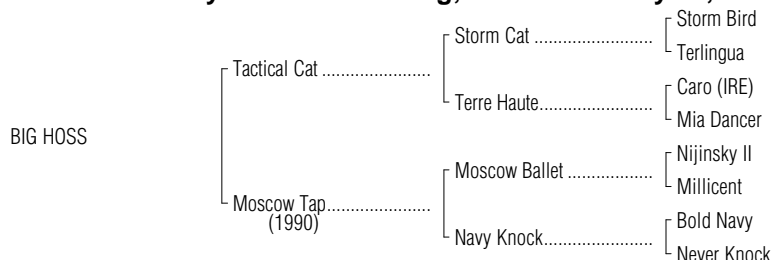 Storm Bird
Storm Cat ........................
Terlingua
Tactical Cat .......................
Caro (IRE)
Terre Haute........................
Mia Dancer
BIG HOSS
Nijinsky II
Moscow Ballet ..................
Millicent
Moscow Tap......................
(1990)
Bold Navy
Navy Knock.......................
Never Knock